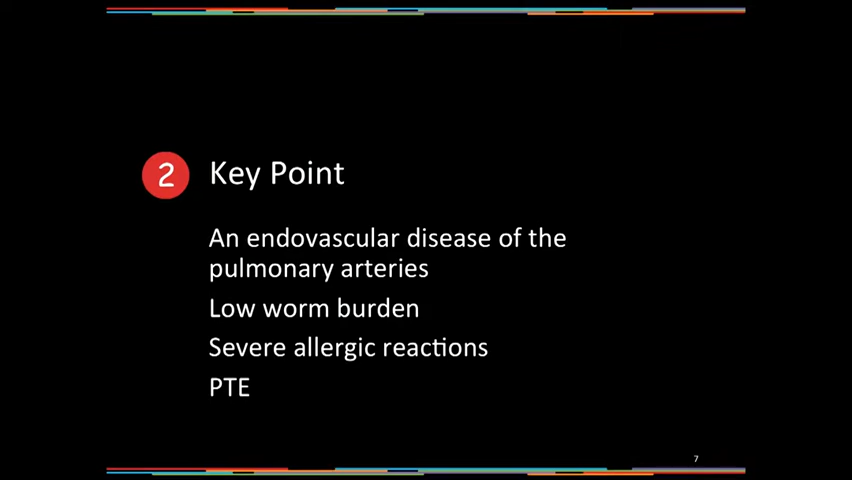 2 Key Point
An endovascular disease of the
pulmonary arteries
Low worm burden
Severe allergic reactions
PTE
7